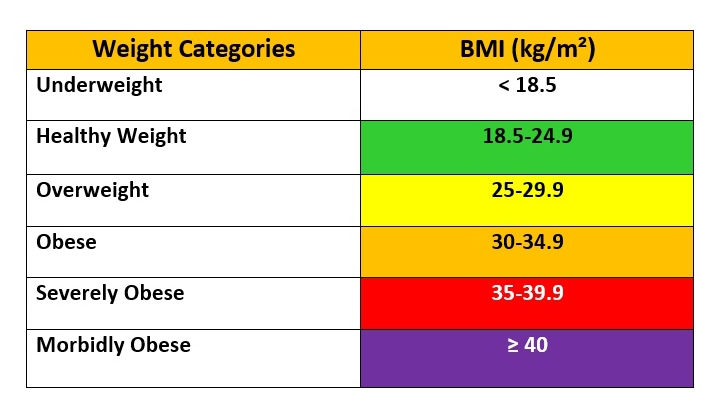 Weight Categories BMI (kg/m²)
Underweight < 18.5
Healthy Weight 18.5-24.9
Overweight 25-29.9
Obese 30-34.9
Severely Obese 35-39.9
Morbidly Obese ≥ 40